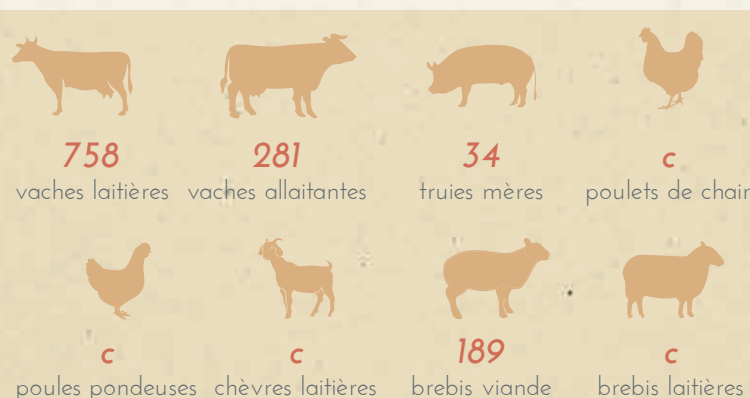 758 281 34 c
vaches laitières vaches allaitantes truies mères poulets de chair
c c 189 c
poules pondeuses chèvres laitières brebis viande brebis laitières